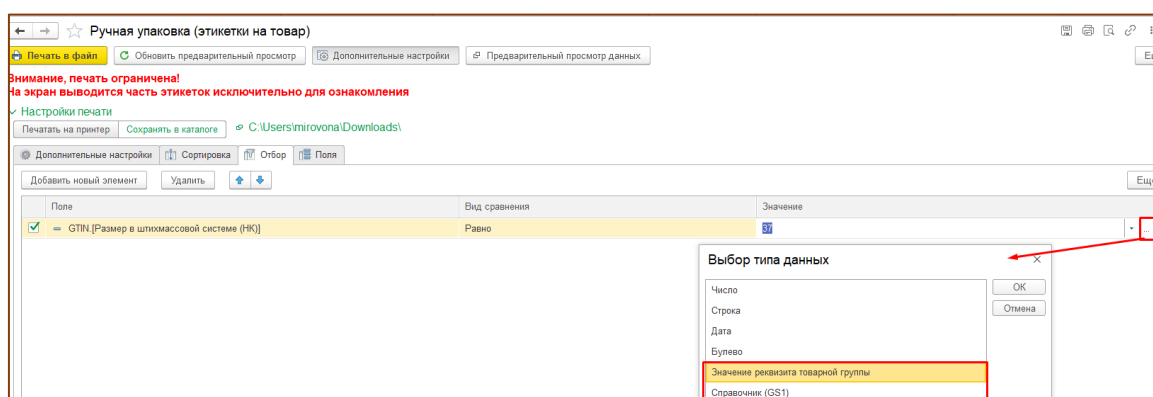 Ручная упаковка (этикетки на товар)
Печать в файл Обновить предварительный просмотр Дополнительные настройки Предварительный просмотр данных
Внимание, печать ограничена!
На экран выводится часть этикеток исключительно для ознакомления
Настройки печати
Печатать на принтер Сохранять в каталоге C:\Users\mirovona\Downloads\
Дополнительные настройки Сортировка Отбор Поля
Добавить новый элемент Удалить Ещё
Поле Вид сравнения Значение
GTIN.[Размер в штихмассовой системе (НК)] Равно 37 ...
Выбор типа данных
Число ОК
Строка Отмена
Дата
Булево
Значение реквизита товарной группы
Справочник (GS1)